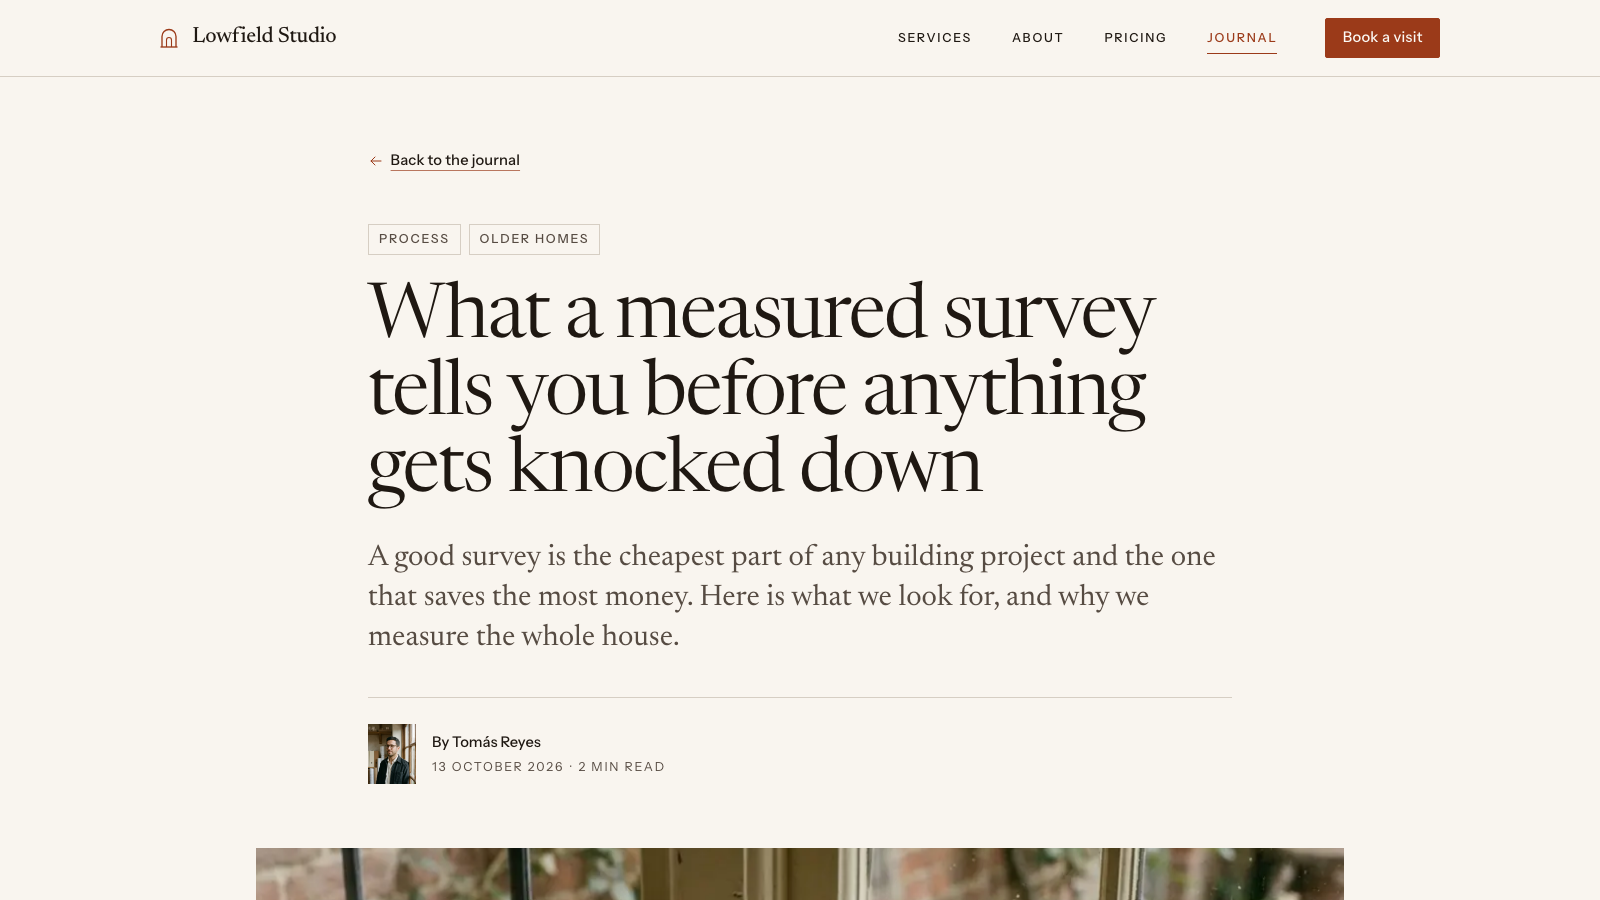 Lowfield Studio
SERVICES
ABOUT
PRICING
JOURNAL
Book a visit
Back to the journal
PROCESS
OLDER HOMES
What a measured survey
tells you before anything
gets knocked down
A good survey is the cheapest part of any building project and the one
that saves the most money. Here is what we look for, and why we
measure the whole house.
By Tomás Reyes
13 OCTOBER 2026 · 2 MIN READ